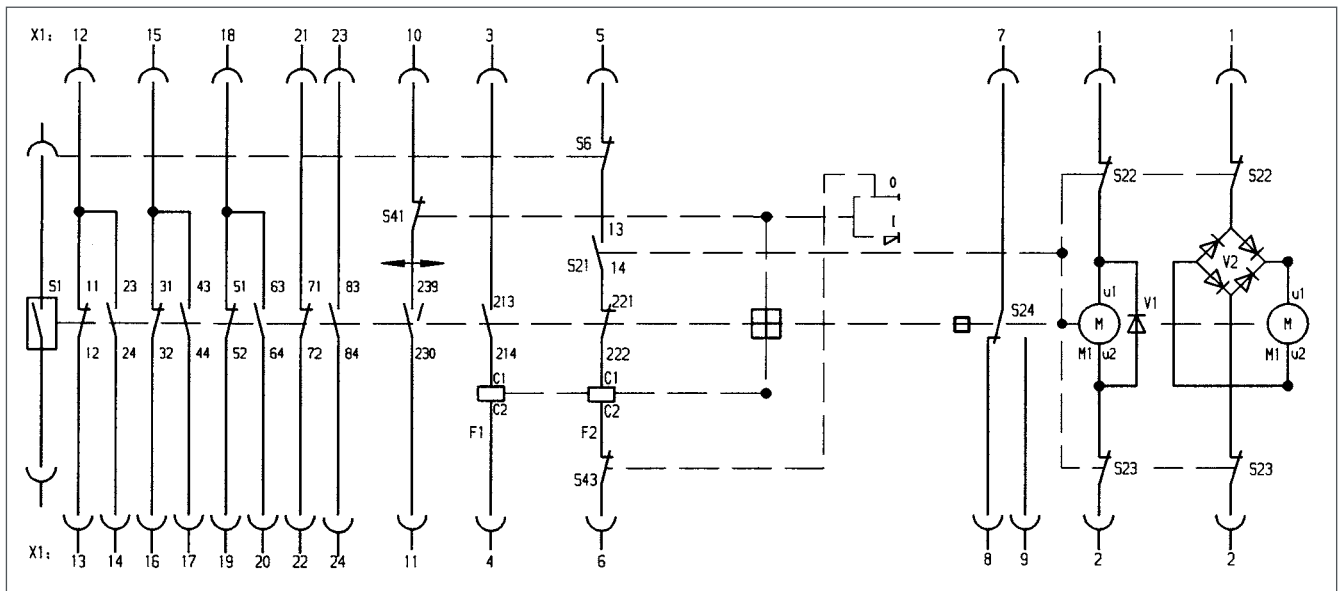 X1: 12 15 18 21 23 10 3 5 7 1 1
S6
S22 S22
0
I
S41
13
S21 14
V2
S1 11 23 31 43 51 63 71 83 239 213 221
S24 u1 V1 u1
M M
12 24 32 44 52 64 72 84 230 214 222
M1 u2 M1 u2
C1 C1
C2 C2
F1 F2
S43 S23 S23
X1: 13 14 16 17 19 20 22 24 11 4 6 8 9 2 2